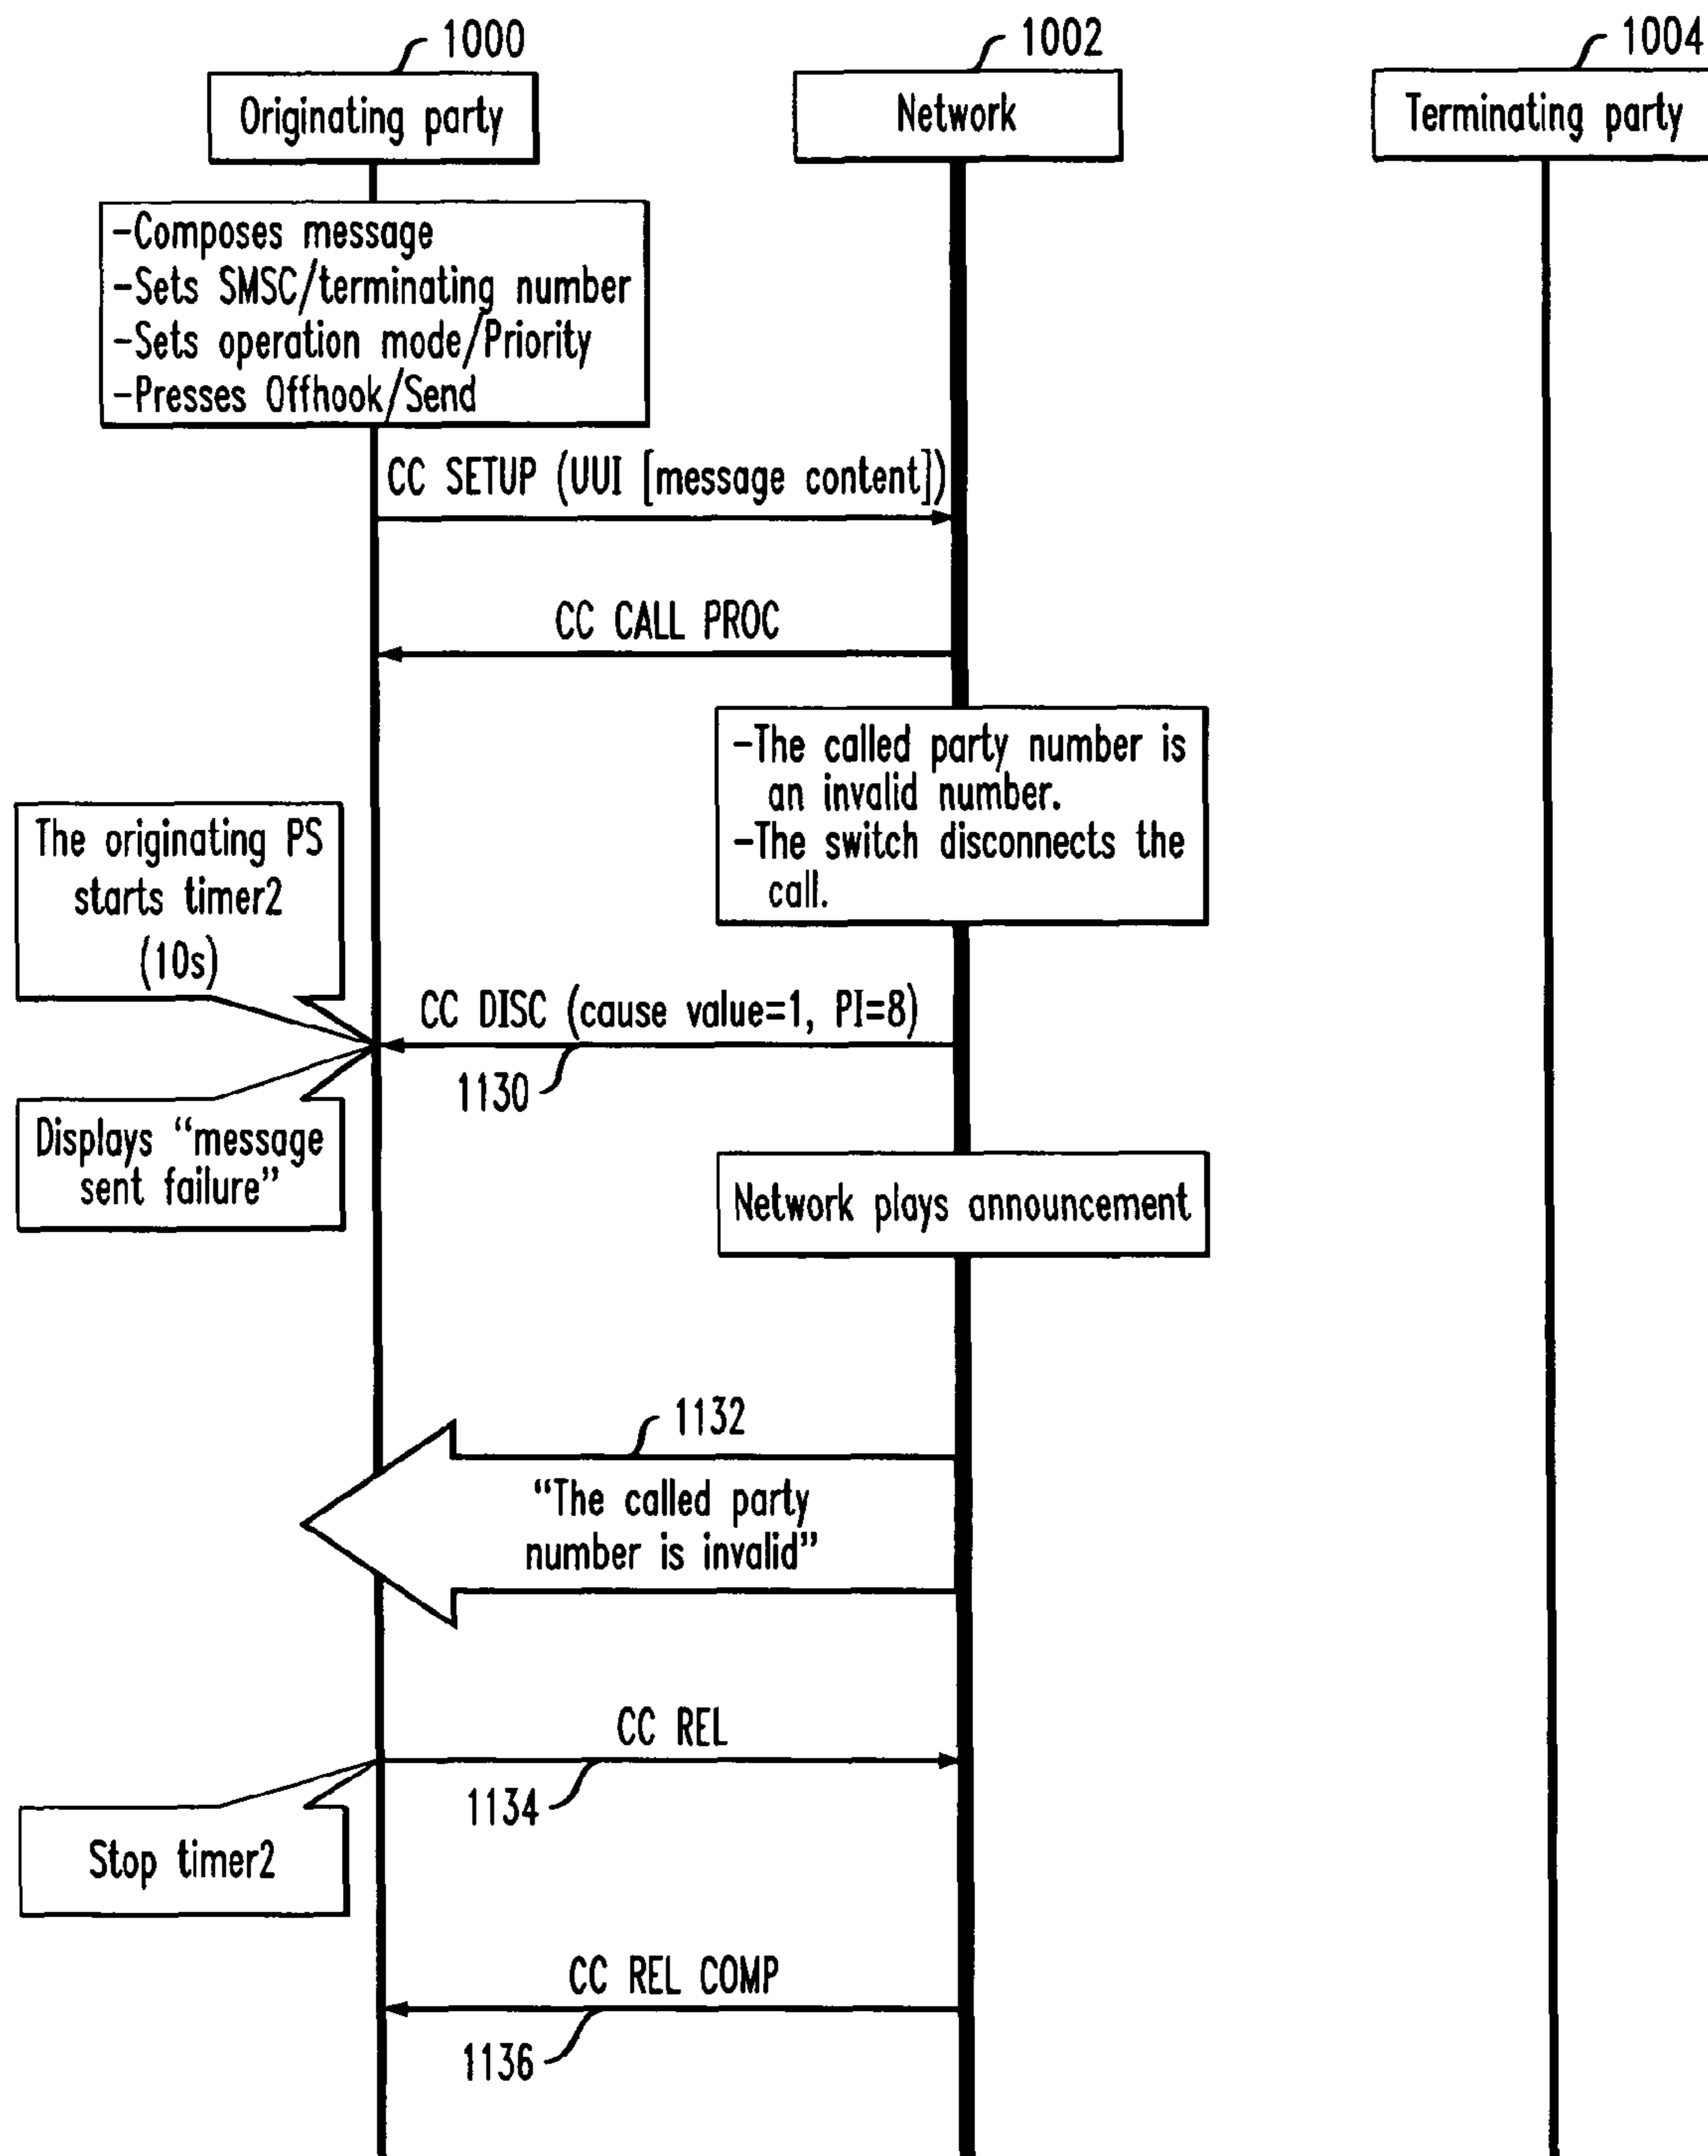 1000
1002
1004
Originating party
Network
Terminating party
-Composes message
-Sets SMSC/terminating number
-Sets operation mode/Priority
-Presses Offhook/Send
CC SETUP (UUI [message content])
CC CALL PROC
-The called party number is
an invalid number.
-The switch disconnects the
call.
The originating PS
starts timer2
(10s)
CC DISC (cause value=1, PI=8)
1130
Displays “message
sent failure”
Network plays announcement
1132
“The called party
number is invalid”
CC REL
1134
Stop timer2
CC REL COMP
1136